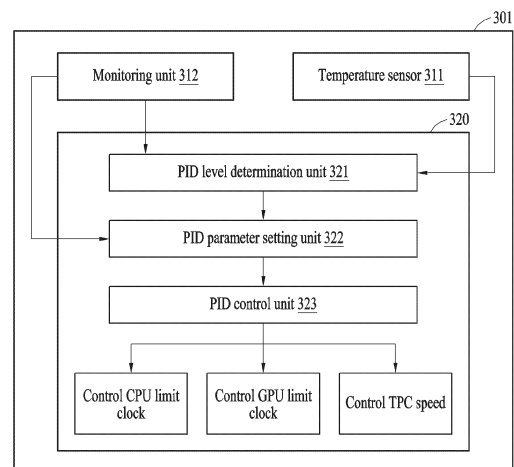 301
Monitoring unit 312
Temperature sensor 311
320
PID level determination unit 321
PID parameter setting unit 322
PID control unit 323
Control CPU limit
clock
Control GPU limit
clock
Control TPC speed